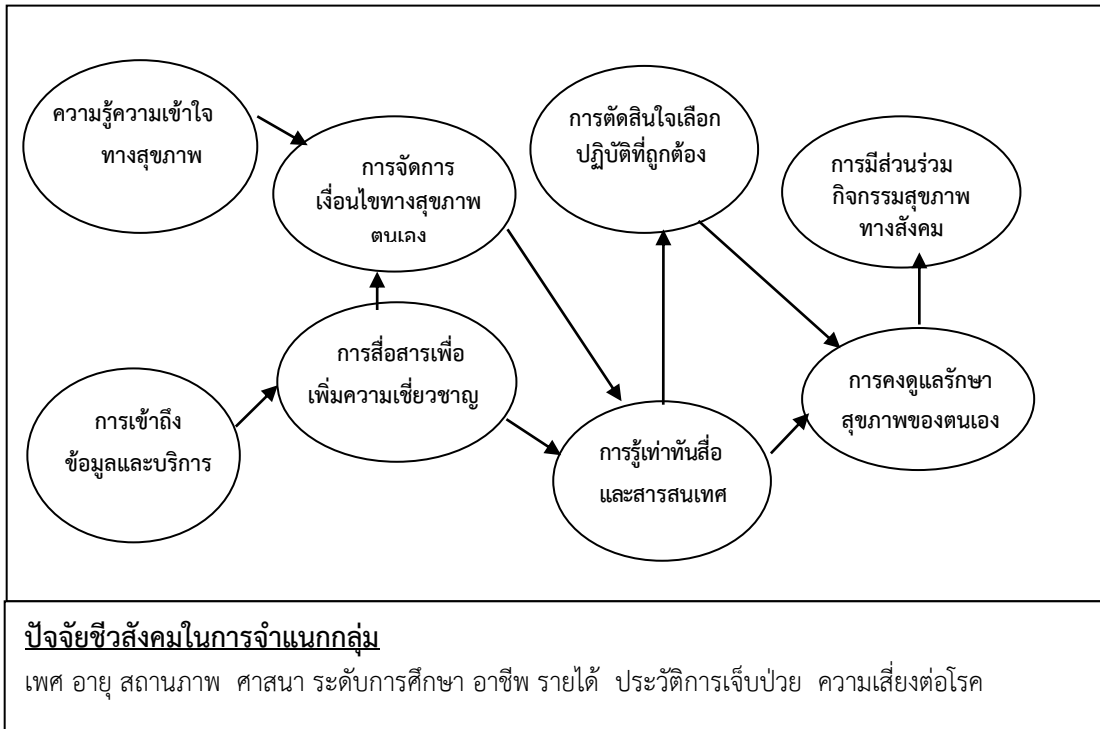 ความรู้ความเข้าใจ
ทางสุขภาพ
การจัดการ
เงื่อนไขทางสุขภาพ
ตนเอง
การตัดสินใจเลือก
ปฏิบัติที่ถูกต้อง
การมีส่วนร่วม
กิจกรรมสุขภาพ
ทางสังคม
การเข้าถึง
ข้อมูลและบริการ
การสื่อสารเพื่อ
เพิ่มความเชี่ยวชาญ
การรู้เท่าทันสื่อ
และสารสนเทศ
การคงดูแลรักษา
สุขภาพของตนเอง
ปัจจัยชีวสังคมในการจำแนกกลุ่ม
เพศ อายุ สถานภาพ ศาสนา ระดับการศึกษา อาชีพ รายได้ ประวัติการเจ็บป่วย ความเสี่ยงต่อโรค